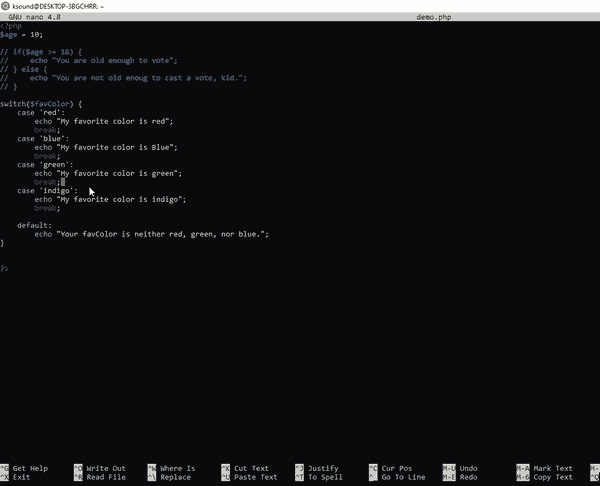 ksound@DESKTOP-3BGCHRR: ~
GNU nano 4.8 demo.php
<?php
$age = 10;
// if($age >= 18) {
//     echo "You are old enough to vote";
// } else {
//     echo "You are not old enoug to cast a vote, kid.";
// }
switch($favColor) {
case 'red':
echo "My favorite color is red";
break;
case 'blue':
echo "My favorite color is Blue";
break;
case 'green':
echo "My favorite color is green";
break;
case 'indigo':
echo "My favorite color is indigo";
break;
default:
echo "Your favColor is neither red, green, nor blue.";
}
?>
^G Get Help ^O Write Out ^W Where Is ^K Cut Text ^J Justify ^C Cur Pos M-U Undo M-A Mark Text M-
^X Exit ^R Read File ^\ Replace ^U Paste Text ^T To Spell ^_ Go To Line M-E Redo M-6 Copy Text ^Q